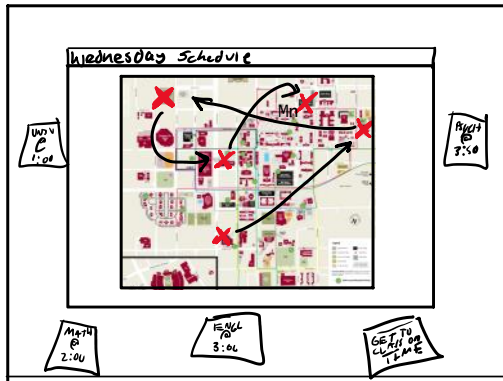 Wednesday Schedule
Mn
UNIV
@
1:00
PSYCH
@
3:50
MATH
@
2:00
ENGL
@
3:00
GET TO
CLASS ON
TIME